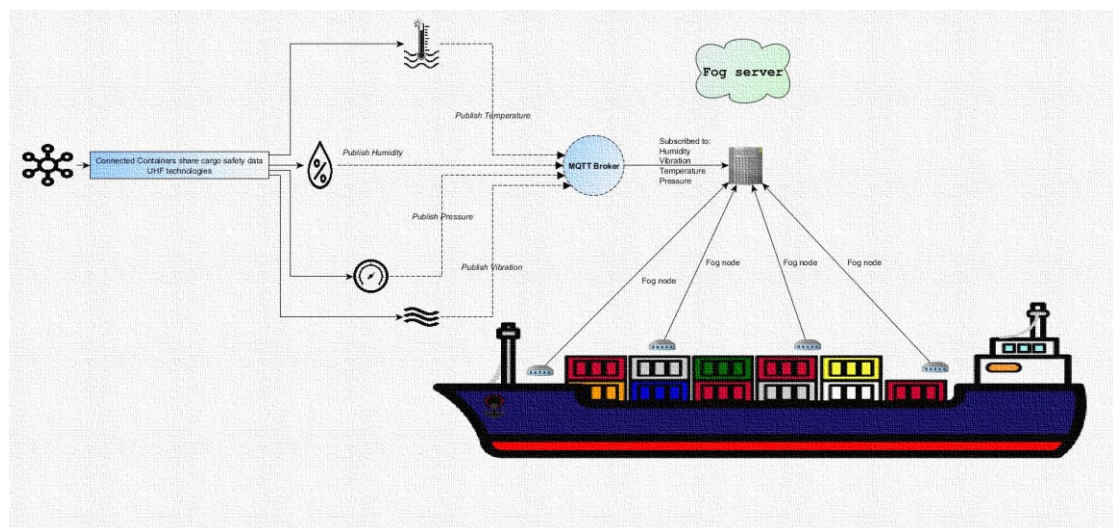 Fog server
Publish Temperature
Connected Containers share cargo safety data
UHF technologies
%
Publish Humidity
MQTT Broker
Subscribed to:
Humidity
Vibration
Temperature
Pressure
Publish Pressure
Publish Vibration
Fog node
Fog node
Fog node
Fog node